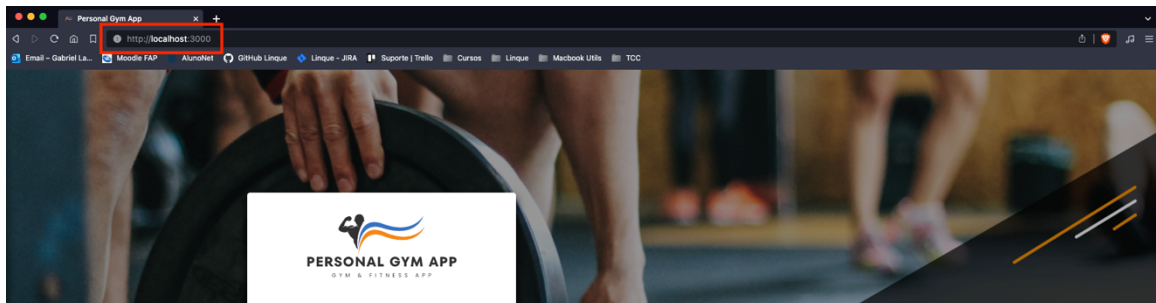 Personal Gym App
http://localhost:3000
Email – Gabriel La... Moodle FAP AlunoNet GitHub Linque Linque - JIRA Suporte | Trello Cursos Linque Macbook Utils TCC
PERSONAL GYM APP
GYM & FITNESS APP